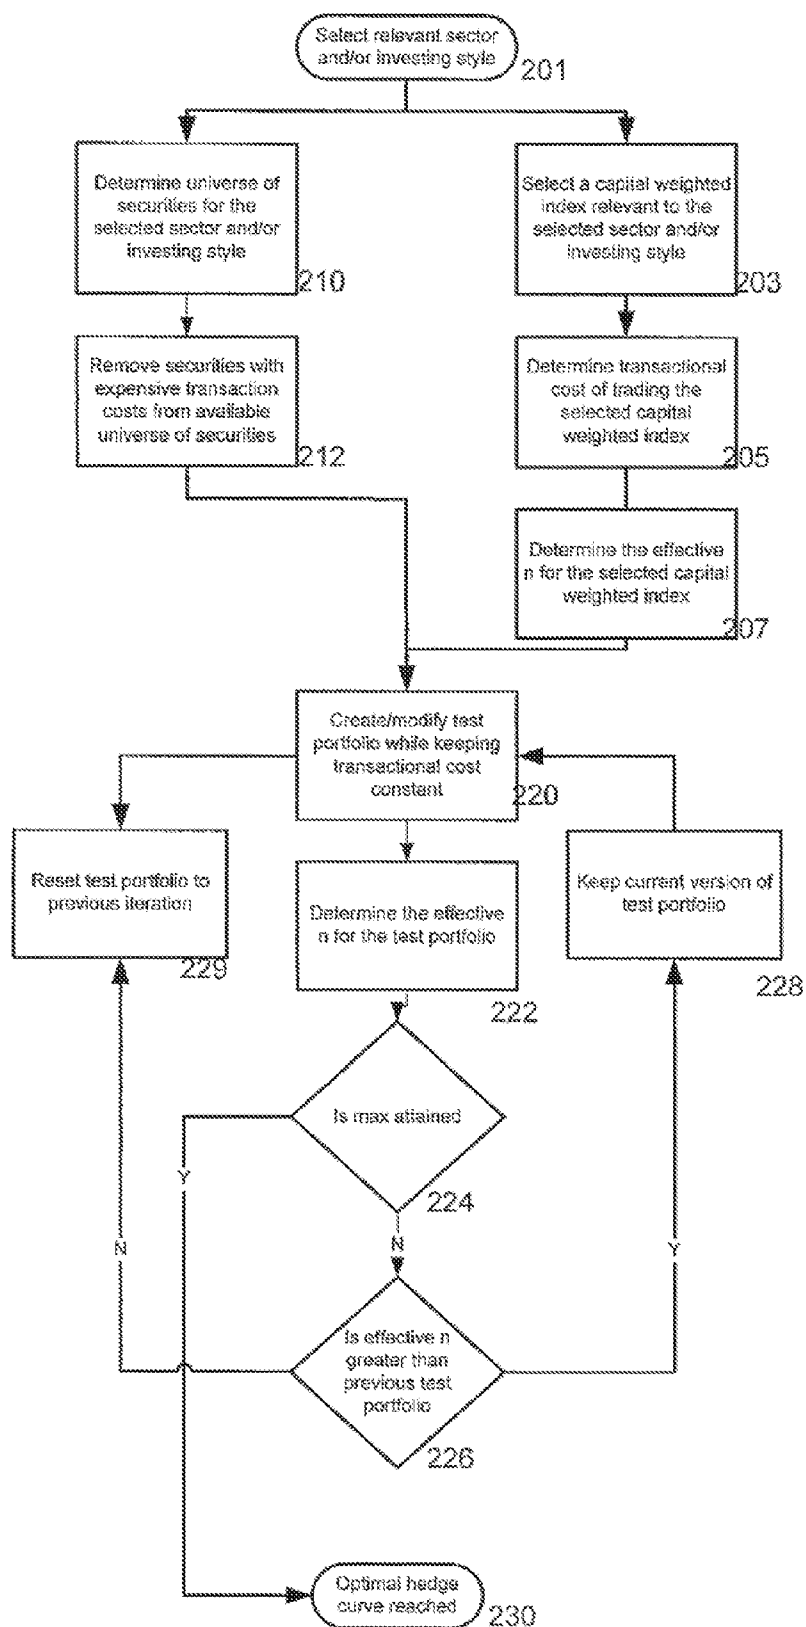 Select relevant sector
and/or investing style
201
Determine universe of
securities for the
selected sector and/or
investing style
210
Select a capital weighted
index relevant to the
selected sector and/or
investing style
203
Remove securities with
expensive transaction
costs from available
universe of securities
212
Determine transactional
cost of trading the
selected capital
weighted index
205
Determine the effective
n for the selected capital
weighted index
207
Create/modify test
portfolio while keeping
transactional cost
constant
220
Reset test portfolio to
previous iteration
229
Determine the effective
n for the test portfolio
222
Keep current version of
test portfolio
228
Is max attained
224
Y
N
N
Y
Is effective n
greater than
previous test
portfolio
226
Optimal hedge
curve reached
230